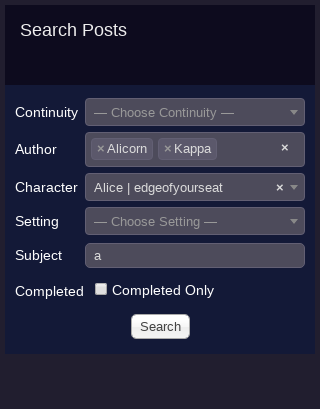 Search Posts
Continuity — Choose Continuity —
Author × Alicorn × Kappa ×
Character Alice | edgeofyourseat ×
Setting — Choose Setting —
Subject a
Completed Completed Only
Search